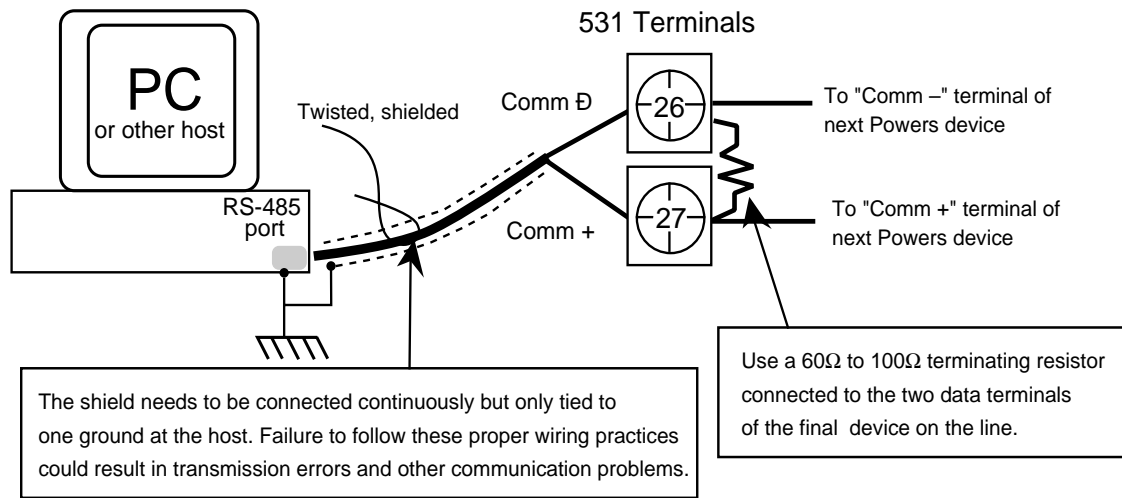 531 Terminals
PC
or other host
Twisted, shielded
Comm Ð
26
To "Comm –" terminal of
next Powers device
RS-485
port
Comm +
27
To "Comm +" terminal of
next Powers device
The shield needs to be connected continuously but only tied to
one ground at the host. Failure to follow these proper wiring practices
could result in transmission errors and other communication problems.
Use a 60Ω to 100Ω terminating resistor
connected to the two data terminals
of the final device on the line.